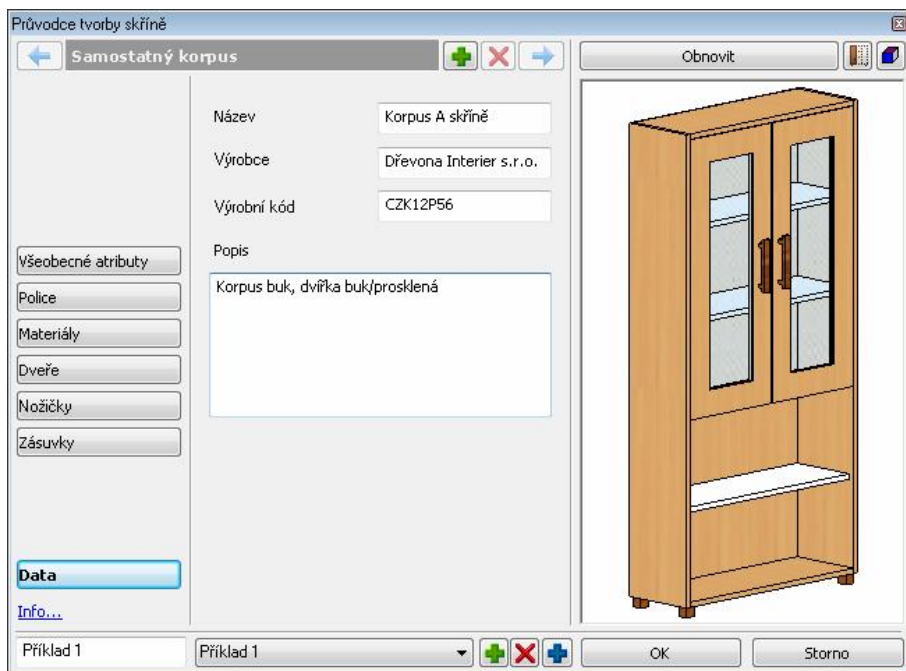 Průvodce tvorby skříně
Samostatný korpus
Obnovit
Název
Korpus A skříně
Výrobce
Dřevona Interier s.r.o.
Výrobní kód
CZK12P56
Popis
Korpus buk, dvířka buk/prosklená
Všeobecné atributy
Police
Materiály
Dveře
Nožičky
Zásuvky
Data
Info...
Příklad 1
Příklad 1
OK
Storno